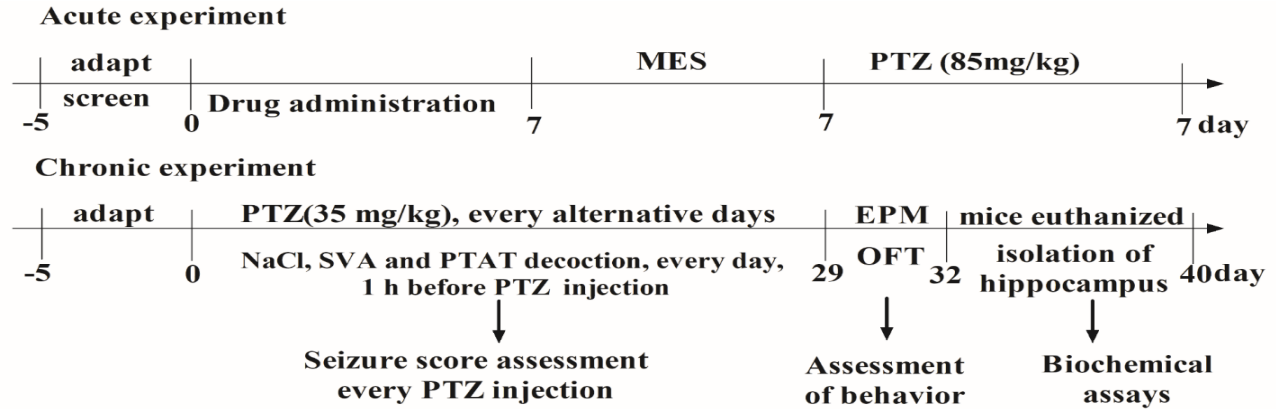 Acute experiment
adapt
MES
PTZ (85mg/kg)
screen
Drug administration
-5
0
7
7
7 day
Chronic experiment
adapt
PTZ(35 mg/kg), every alternative days
EPM
mice euthanized
NaCl, SVA and PTAT decoction, every day,
1 h before PTZ injection
OFT
isolation of
hippocampus
-5
0
29
32
40day
Seizure score assessment
every PTZ injection
Assessment
of behavior
Biochemical
assays